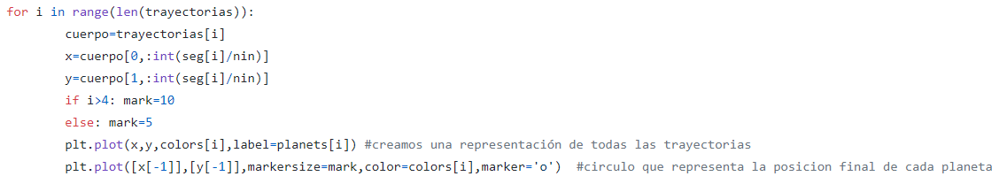 for i in range(len(trayectorias)):
        cuerpo=trayectorias[i]
        x=cuerpo[0,:int(seg[i]/nin)]
        y=cuerpo[1,:int(seg[i]/nin)]
        if i>4: mark=10
        else: mark=5
        plt.plot(x,y,colors[i],label=planets[i]) #creamos una representación de todas las trayectorias
        plt.plot([x[-1]],[y[-1]],markersize=mark,color=colors[i],marker='o')  #circulo que representa la posicion final de cada planeta